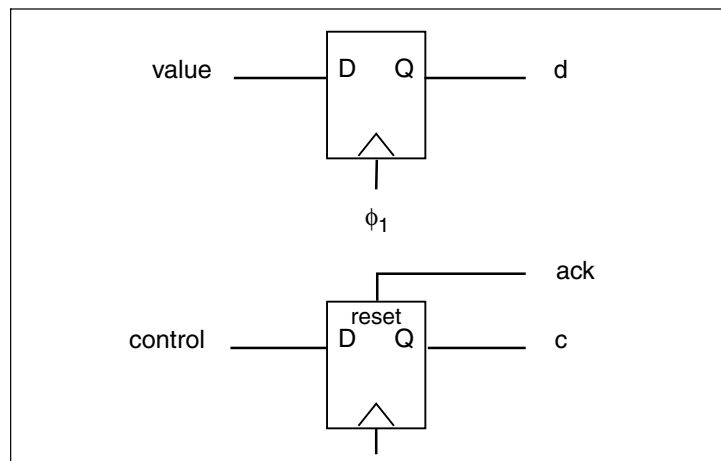 value D Q d
ϕ1
ack
reset
control D Q c